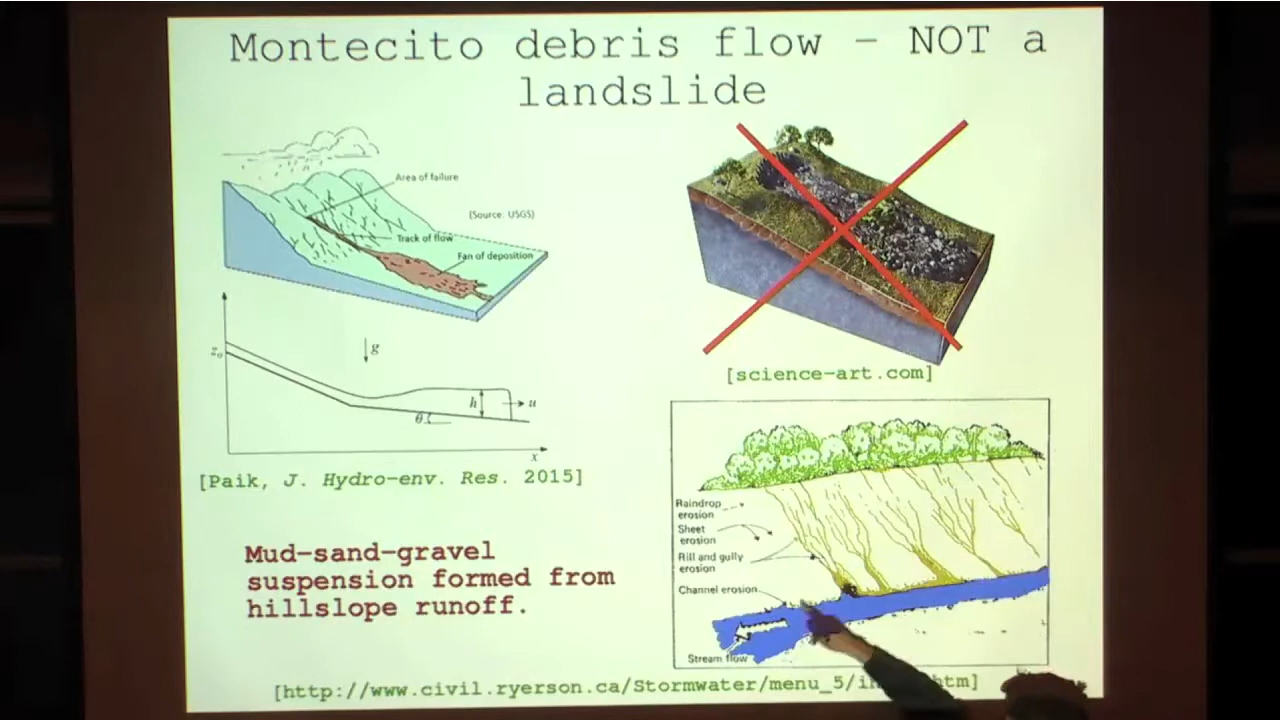 Montecito debris flow - NOT a
landslide
Area of failure
(Source: USGS)
Track of flow
Fan of deposition
g
h
u
θ
x
[Paik, J. Hydro-env. Res. 2015]
Mud-sand-gravel
suspension formed from
hillslope runoff.
[science-art.com]
Raindrop
erosion
Sheet
erosion
Rill and gully
erosion
Channel erosion
Stream flow
[http://www.civil.ryerson.ca/Stormwater/menu_5/